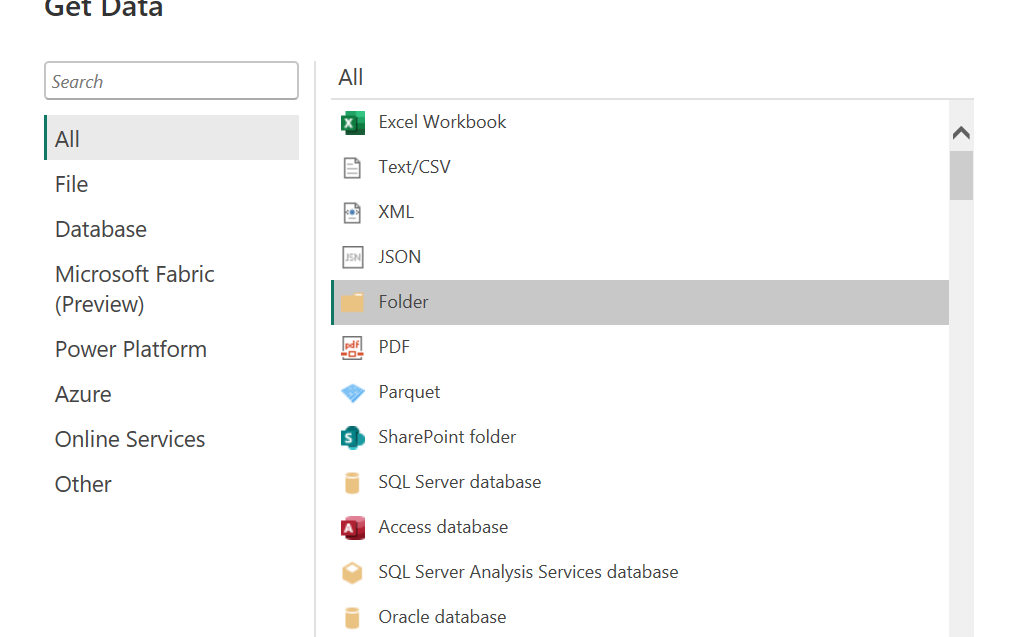 Get Data
Search
All
File
Database
Microsoft Fabric
(Preview)
Power Platform
Azure
Online Services
Other
All
Excel Workbook
Text/CSV
XML
JSON
Folder
PDF
Parquet
SharePoint folder
SQL Server database
Access database
SQL Server Analysis Services database
Oracle database